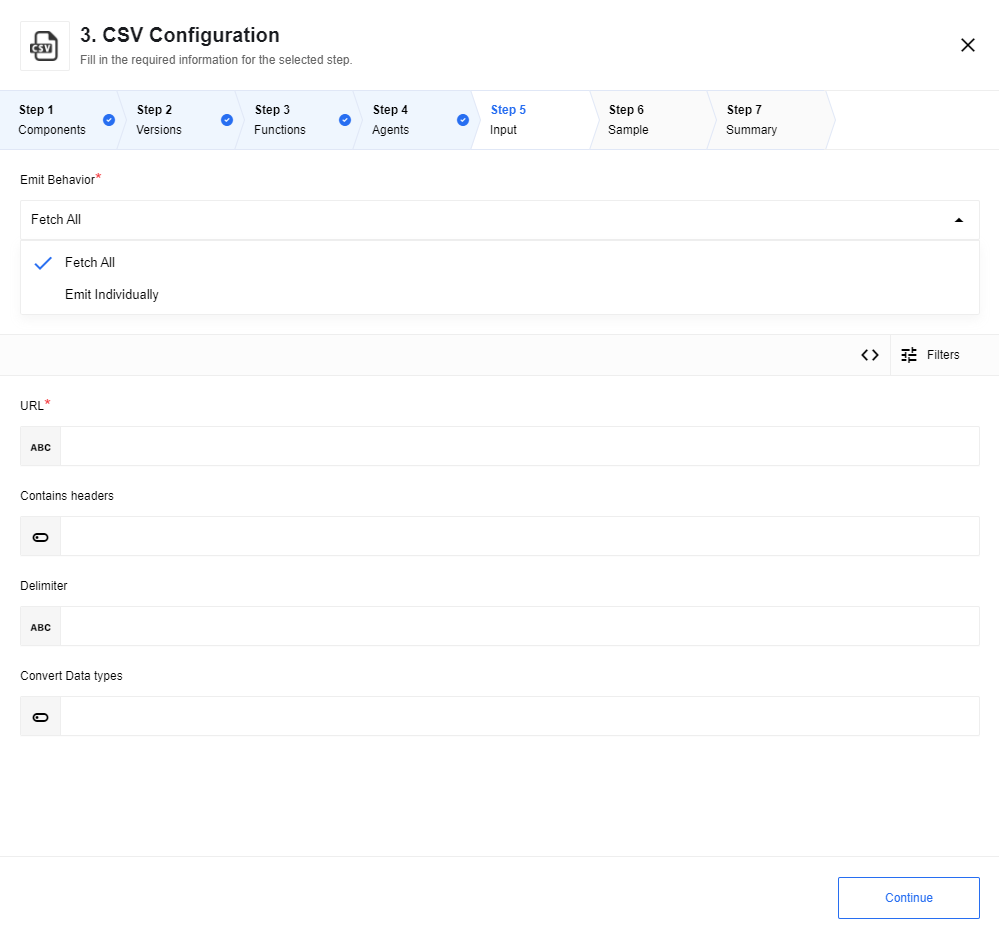 CSV
3. CSV Configuration
Fill in the required information for the selected step.
Step 1
Components
Step 2
Versions
Step 3
Functions
Step 4
Agents
Step 5
Input
Step 6
Sample
Step 7
Summary
Emit Behavior*
Fetch All
Fetch All
Emit Individually
Filters
URL*
ABC
Contains headers
Delimiter
ABC
Convert Data types
Continue